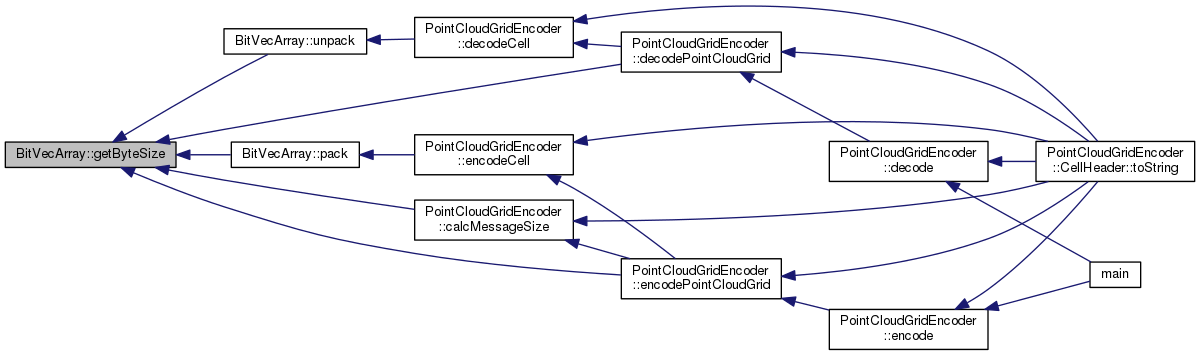 BitVecArray::getByteSize
BitVecArray::unpack
BitVecArray::pack
PointCloudGridEncoder
::decodeCell
PointCloudGridEncoder
::encodeCell
PointCloudGridEncoder
::calcMessageSize
PointCloudGridEncoder
::decodePointCloudGrid
PointCloudGridEncoder
::encodePointCloudGrid
PointCloudGridEncoder
::decode
PointCloudGridEncoder
::encode
PointCloudGridEncoder
::CellHeader::toString
main